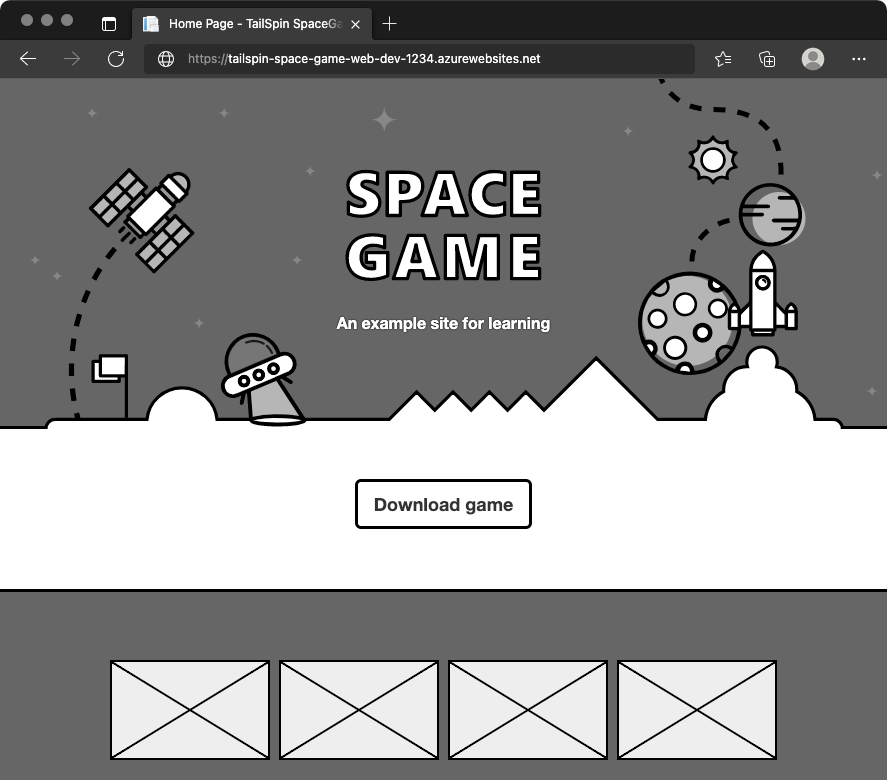 Home Page - TailSpin SpaceGa
https://tailspin-space-game-web-dev-1234.azurewebsites.net
SPACE
GAME
An example site for learning
Download game